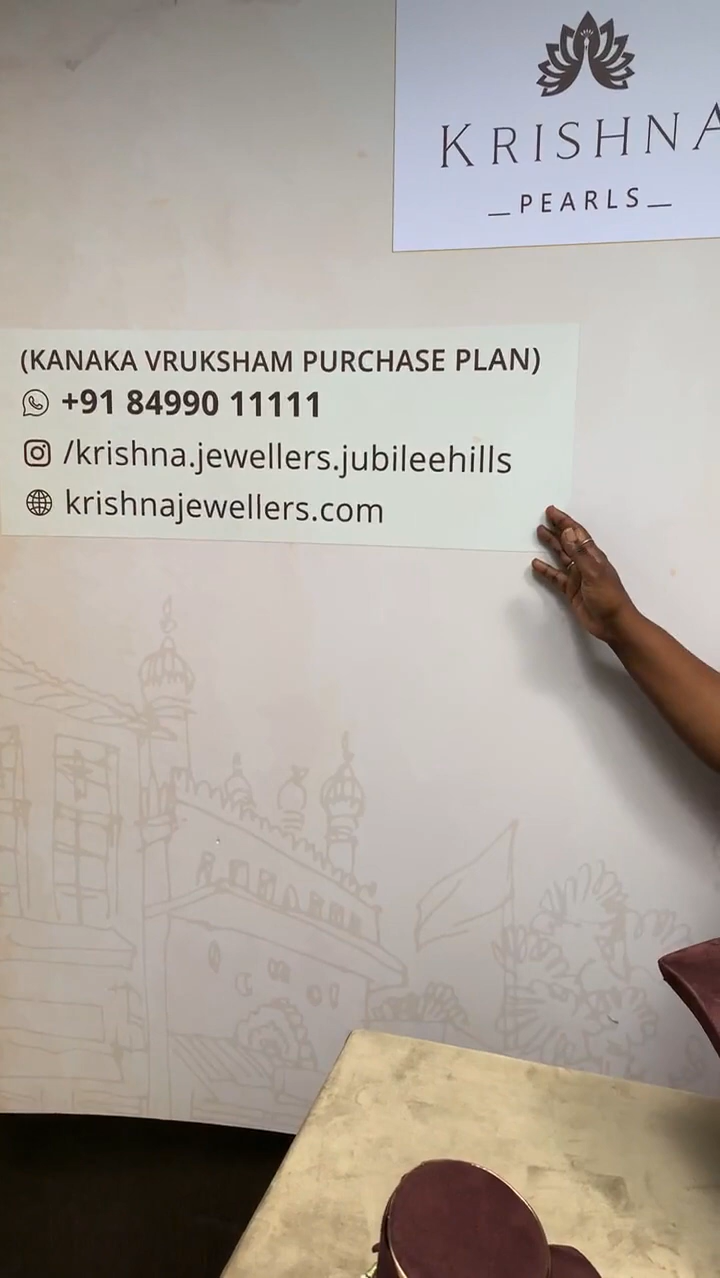 KRISHNA
PEARLS
(KANAKA VRUKSHAM PURCHASE PLAN)
+91 84990 11111
/krishna.jewellers.jubileehills
krishnajewellers.com